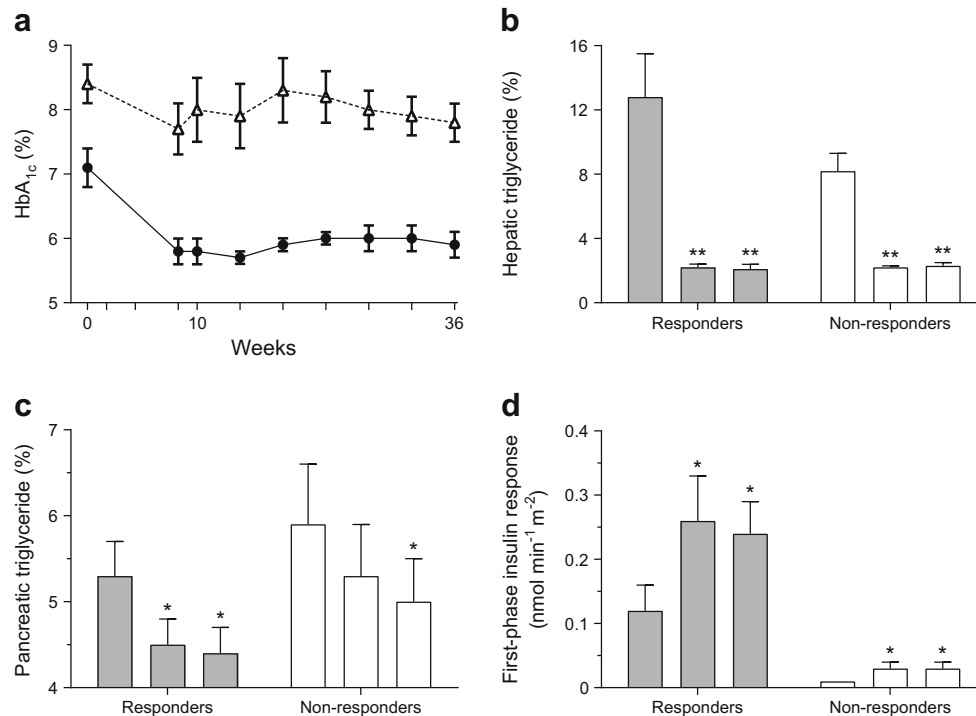 a
9
8
7
6
5
HbA1c (%)
0
10
36
Weeks
b
16
12
8
4
0
Hepatic triglyceride (%)
**
**
**
**
Responders
Non-responders
c
7
6
5
4
Pancreatic triglyceride (%)
*
*
*
Responders
Non-responders
d
0.4
0.3
0.2
0.1
0
First-phase insulin response
(nmol min−1 m−2)
*
*
*
*
Responders
Non-responders